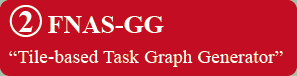 ② FNAS-GG
“Tile-based Task Graph Generator”